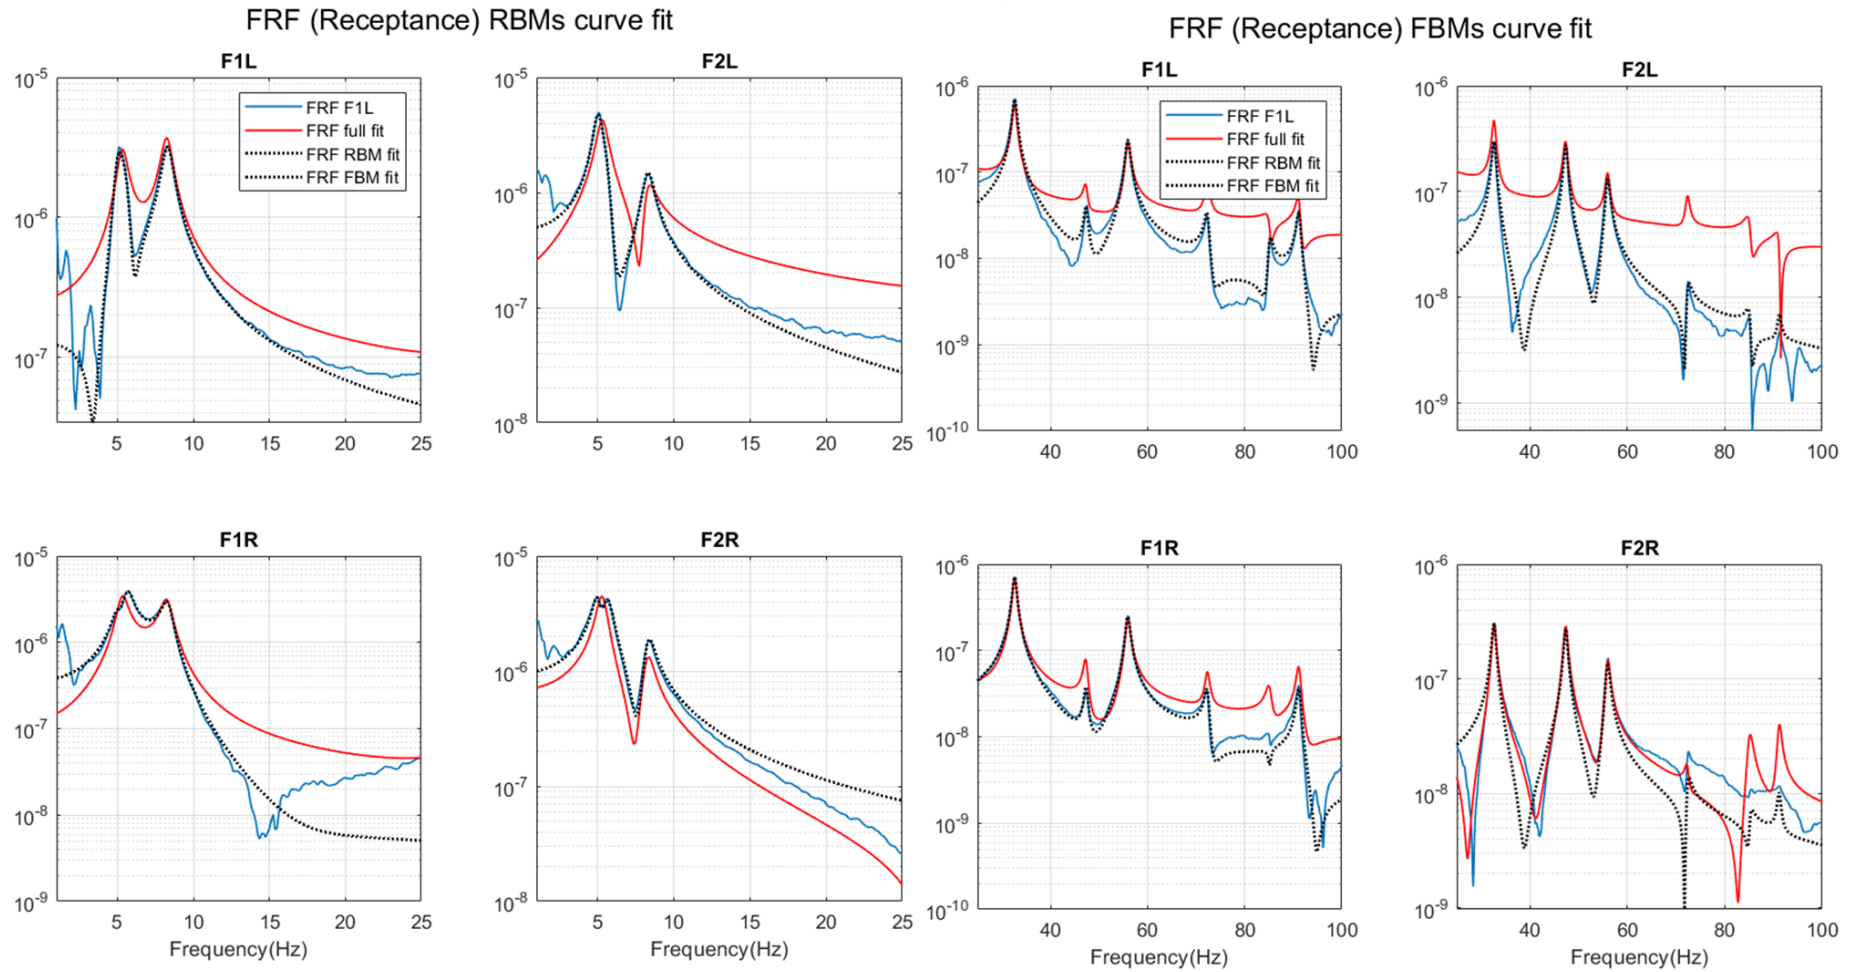 FRF (Receptance) RBMs curve fit
FRF (Receptance) FBMs curve fit
F1L
10-5
10-6
10-7
5 10 15 20 25
FRF F1L
FRF full fit
FRF RBM fit
FRF FBM fit
F2L
10-5
10-6
10-7
10-8
5 10 15 20 25
F1L
10-6
10-7
10-8
10-9
10-10
40 60 80 100
FRF F1L
FRF full fit
FRF RBM fit
FRF FBM fit
F2L
10-6
10-7
10-8
10-9
40 60 80 100
F1R
10-5
10-6
10-7
10-8
10-9
5 10 15 20 25
Frequency(Hz)
F2R
10-5
10-6
10-7
10-8
5 10 15 20 25
Frequency(Hz)
F1R
10-6
10-7
10-8
10-9
10-10
40 60 80 100
Frequency(Hz)
F2R
10-6
10-7
10-8
10-9
40 60 80 100
Frequency(Hz)